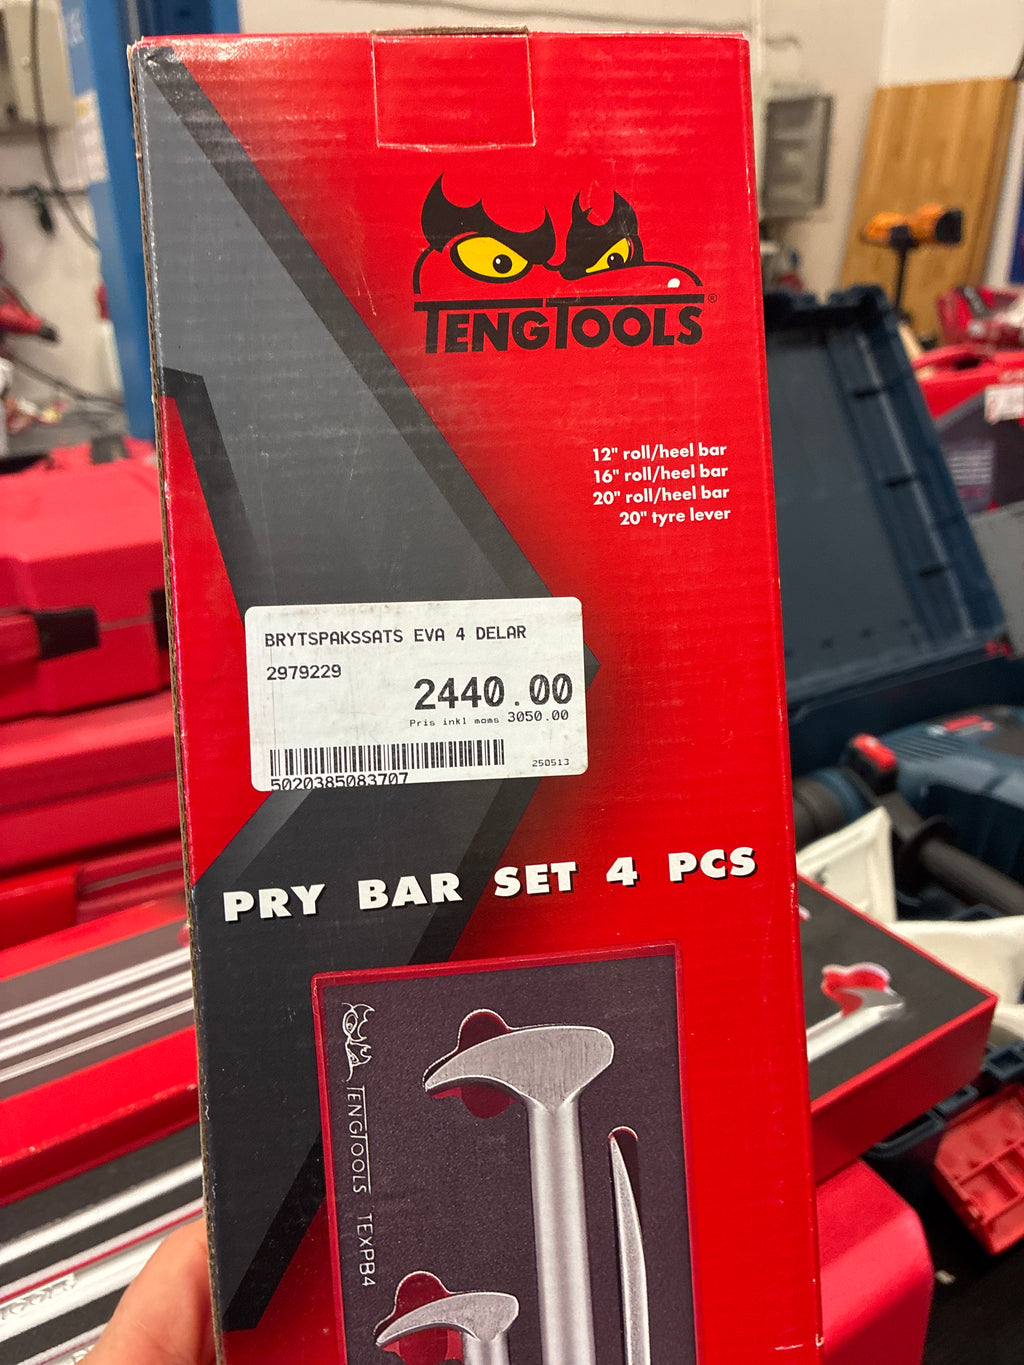 TENGTOOLS®
12" roll/heel bar
16" roll/heel bar
20" roll/heel bar
20" tyre lever
BRYTSPAKSSATS EVA 4 DELAR
2979229
2440.00
Pris inkl moms 3050.00
250513
5020385083707
PRY BAR SET 4 PCS
TENGTOOLS TEXPB4